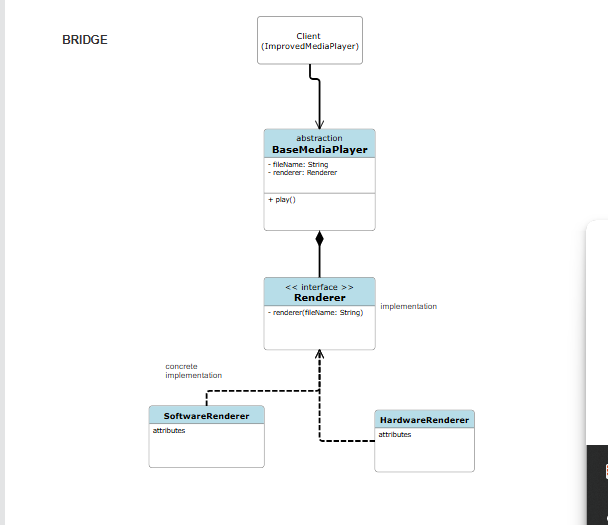 BRIDGE
Client
(ImprovedMediaPlayer)
abstraction
BaseMediaPlayer
- fileName: String
- renderer: Renderer
+ play()
<< interface >>
Renderer
- renderer(fileName: String)
implementation
concrete
implementation
SoftwareRenderer
attributes
HardwareRenderer
attributes